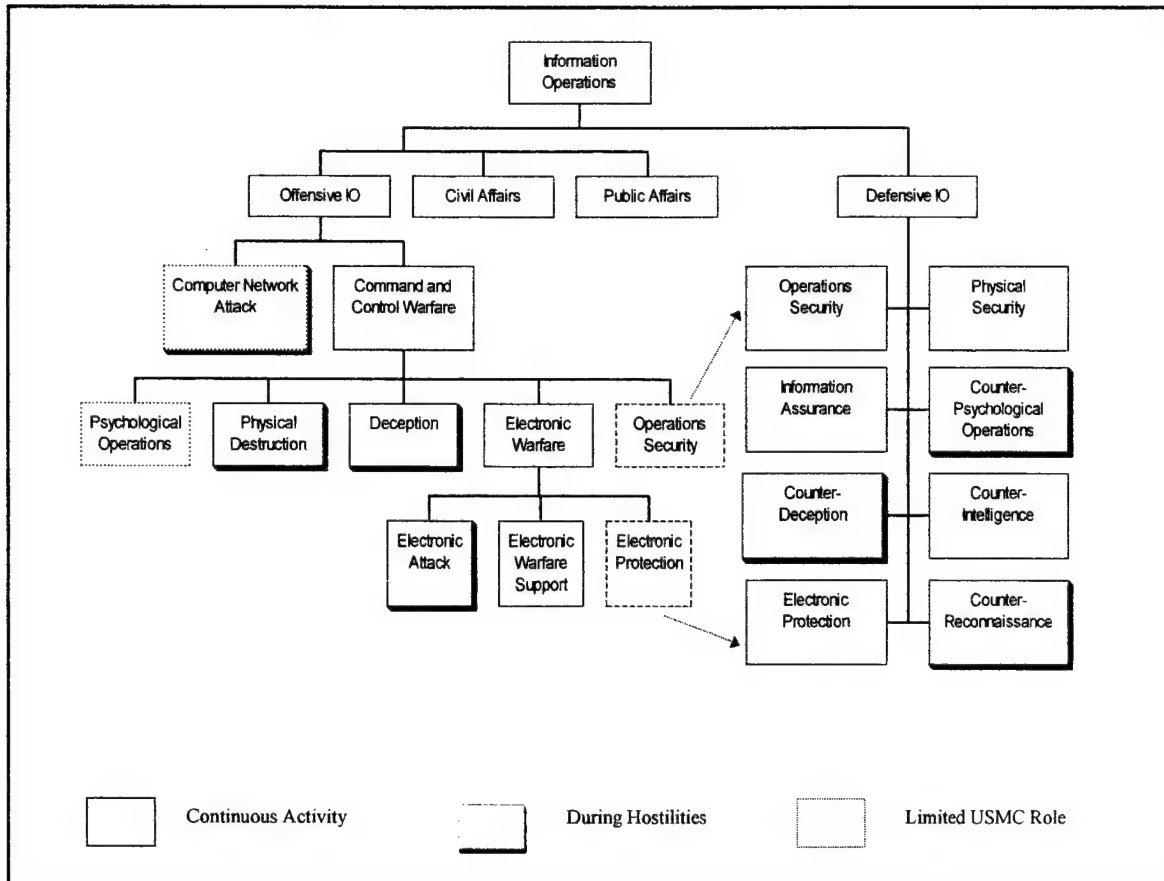 Information
Operations
Offensive IO
Civil Affairs
Public Affairs
Defensive IO
Computer Network
Attack
Command and
Control Warfare
Operations
Security
Physical
Security
Psychological
Operations
Physical
Destruction
Deception
Electronic
Warfare
Operations
Security
Information
Assurance
Counter-
Psychological
Operations
Electronic
Attack
Electronic
Warfare
Support
Electronic
Protection
Counter-
Deception
Counter-
intelligence
Electronic
Protection
Counter-
Reconnaissance
Continuous Activity
During Hostilities
Limited USMC Role